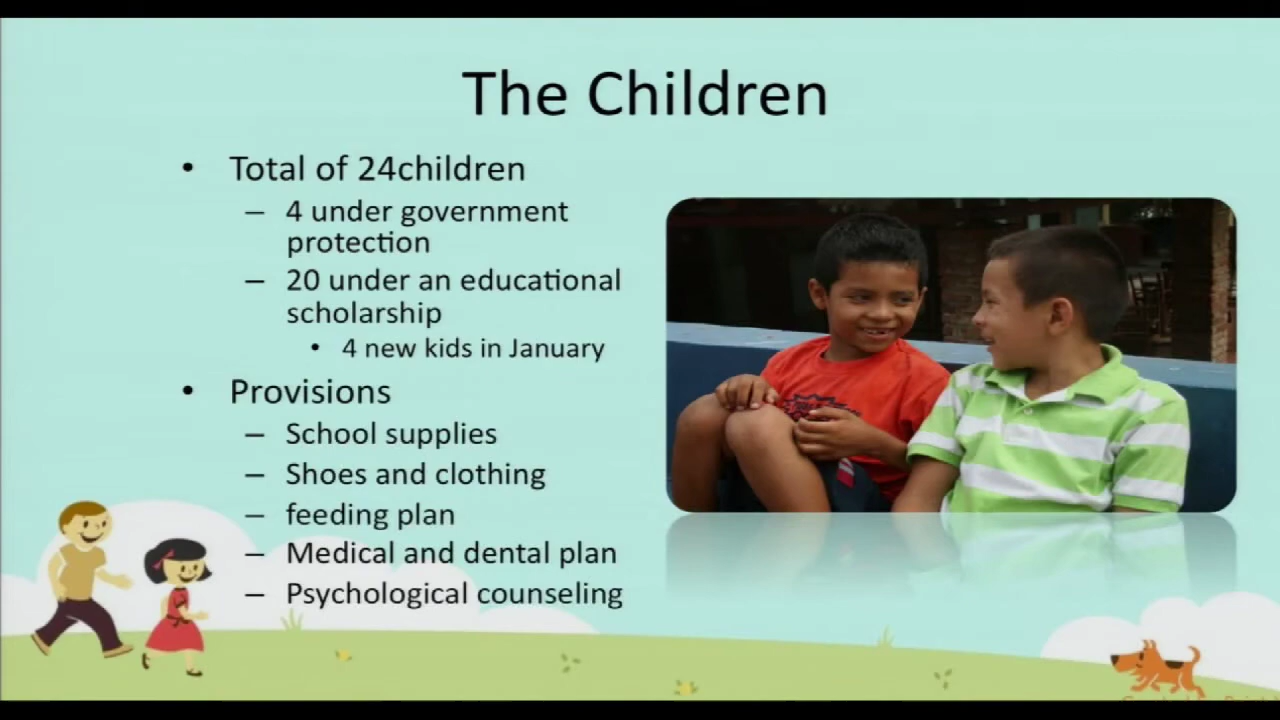 The Children
• Total of 24children
– 4 under government
protection
– 20 under an educational
scholarship
• 4 new kids in January
• Provisions
– School supplies
– Shoes and clothing
– feeding plan
– Medical and dental plan
– Psychological counseling